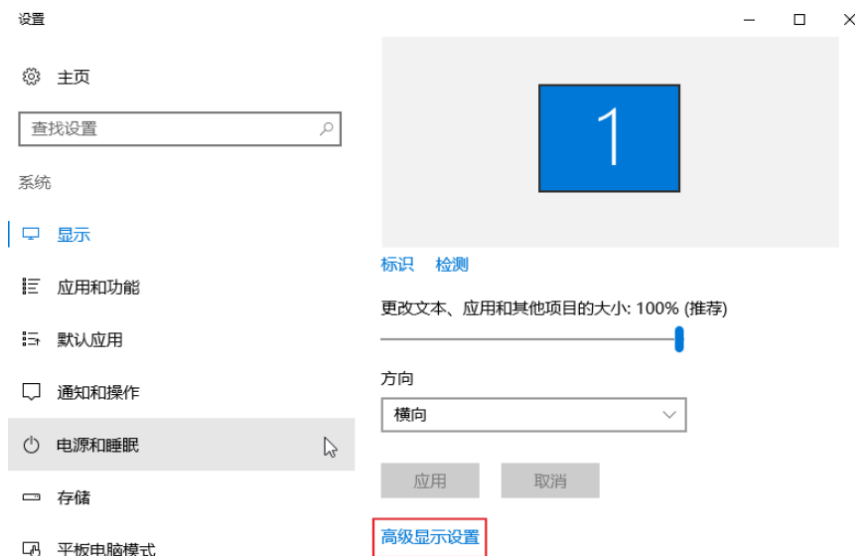 设置
主页
查找设置
系统
显示
应用和功能
默认应用
通知和操作
电源和睡眠
存储
平板电脑模式
1
标识 检测
更改文本、应用和其他项目的大小: 100% (推荐)
方向
横向
应用 取消
高级显示设置